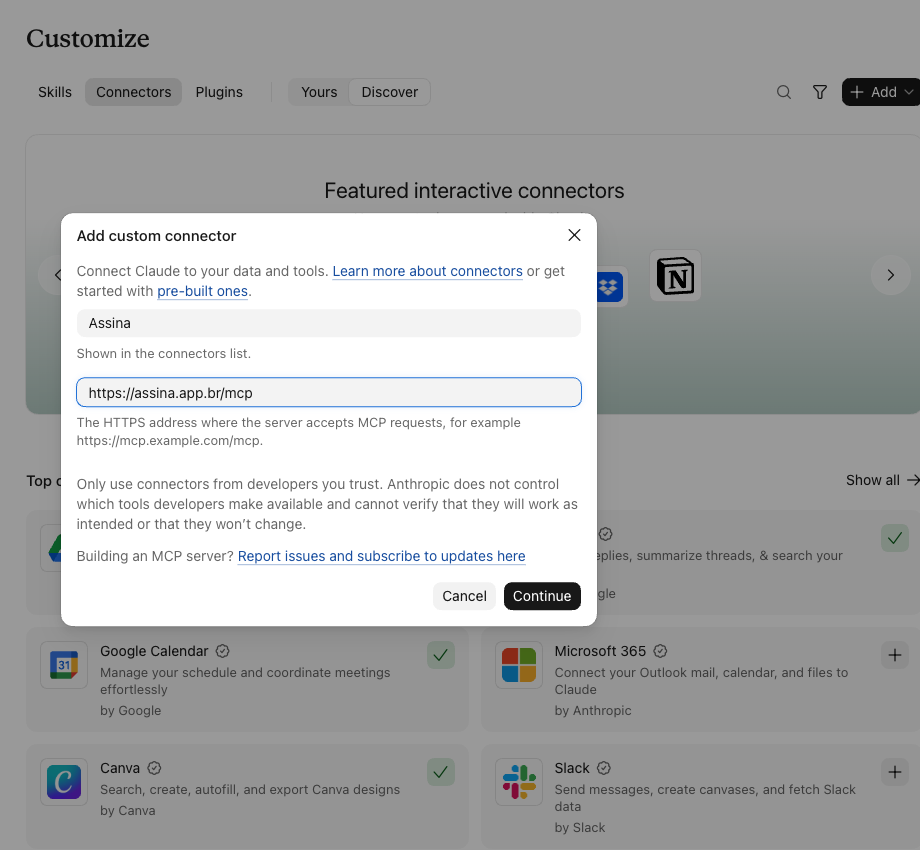 Customize
Skills
Connectors
Plugins
Yours
Discover
Add
Featured interactive connectors
Add custom connector
Connect Claude to your data and tools. Learn more about connectors or get
started with pre-built ones.
Assina
Shown in the connectors list.
https://assina.app.br/mcp
The HTTPS address where the server accepts MCP requests, for example
https://mcp.example.com/mcp.
Only use connectors from developers you trust. Anthropic does not control
which tools developers make available and cannot verify that they will work as
intended or that they won't change.
Building an MCP server? Report issues and subscribe to updates here
Cancel
Continue
Top
Show all
summarize threads, & search your
Google Calendar
Manage your schedule and coordinate meetings
effortlessly
by Google
Microsoft 365
Connect your Outlook mail, calendar, and files to
Claude
by Anthropic
Canva
Search, create, autofill, and export Canva designs
by Canva
Slack
Send messages, create canvases, and fetch Slack
data
by Slack